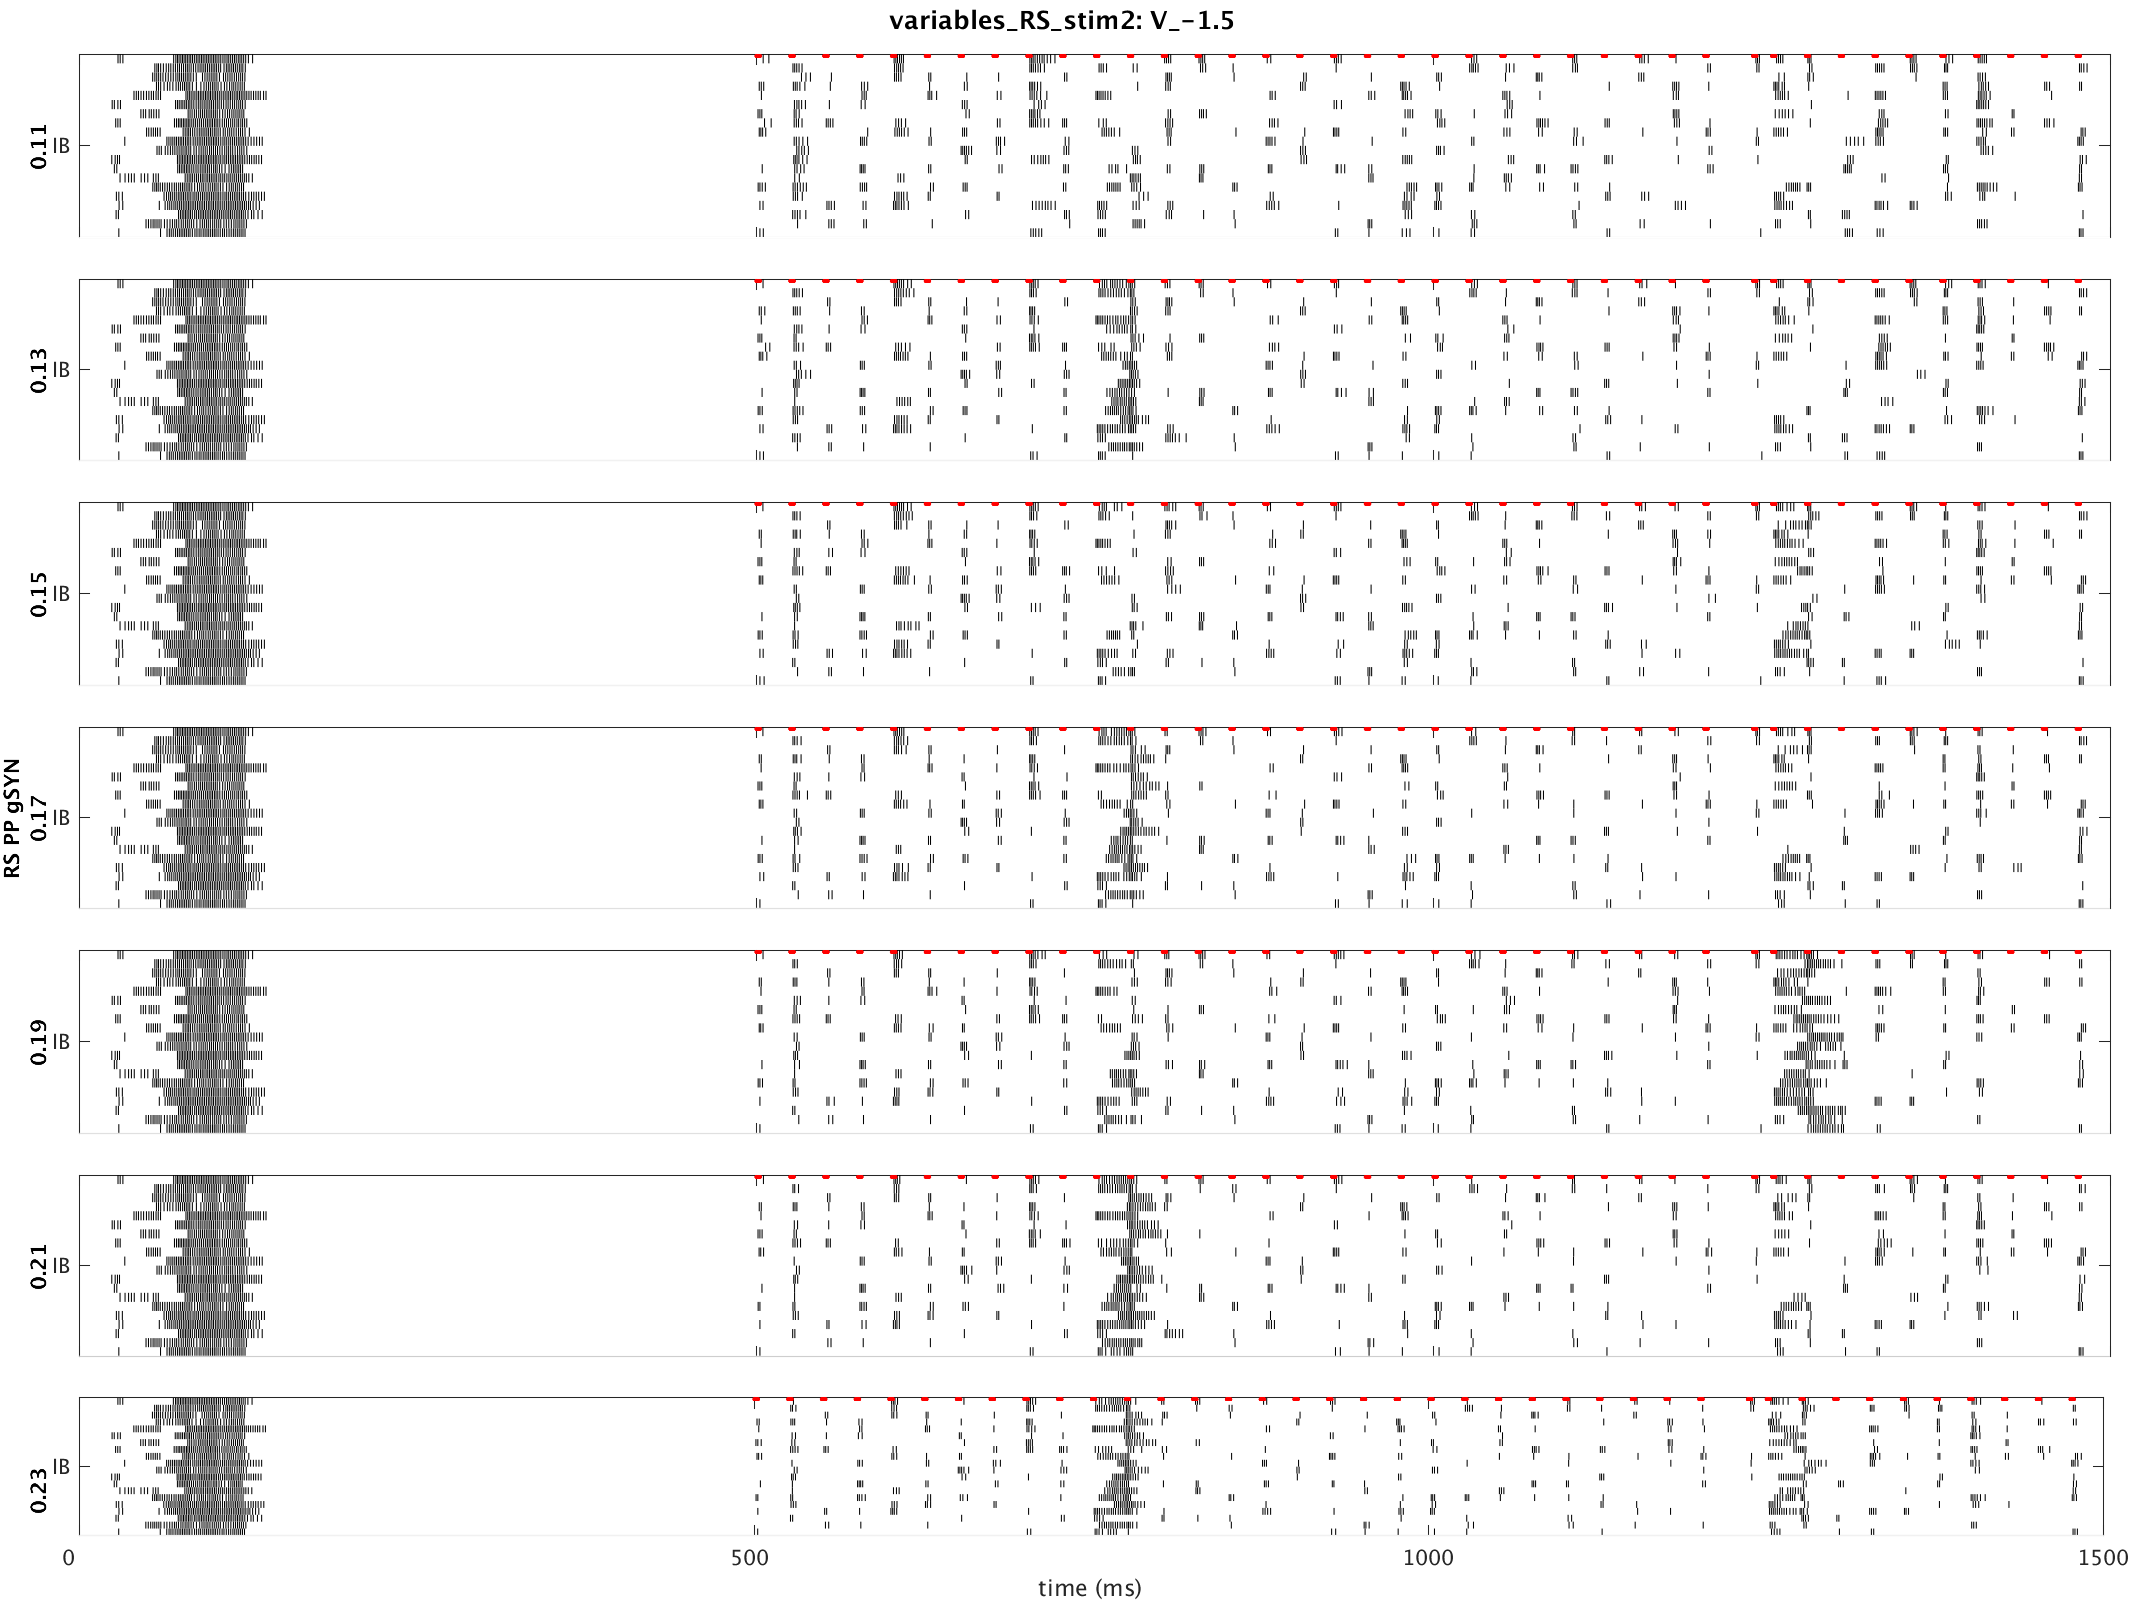 variables_RS_stim2: V_-1.5
RS PP gSYN
0.11
IB
0.13
IB
0.15
IB
0.17
IB
0.19
IB
0.21
IB
0.23
IB
0
500
1000
1500
time (ms)